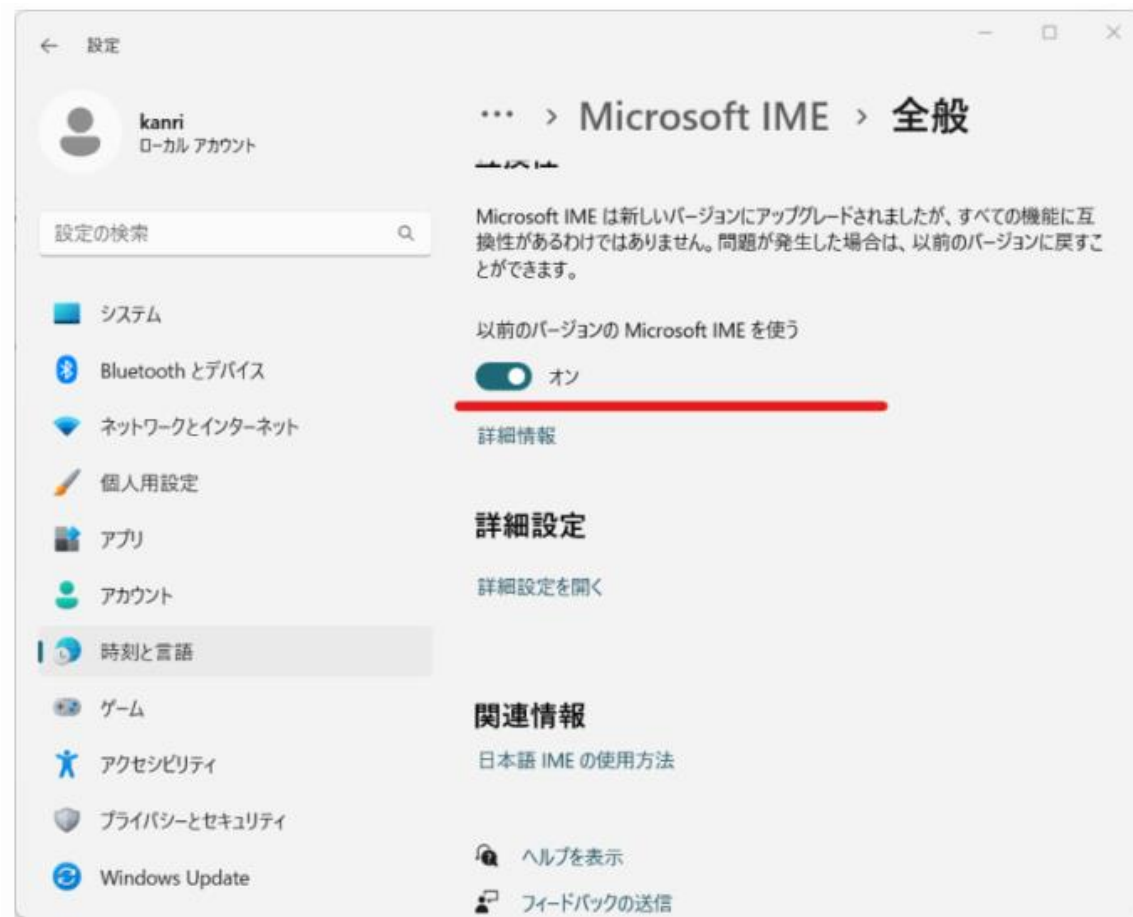 設定
kanri
ローカル アカウント
設定の検索
システム
Bluetooth とデバイス
ネットワークとインターネット
個人用設定
アプリ
アカウント
時刻と言語
ゲーム
アクセシビリティ
プライバシーとセキュリティ
Windows Update
… › Microsoft IME › 全般
Microsoft IME は新しいバージョンにアップグレードされましたが、すべての機能に互
換性があるわけではありません。問題が発生した場合は、以前のバージョンに戻すこ
とができます。
以前のバージョンの Microsoft IME を使う
オン
詳細情報
詳細設定
詳細設定を開く
関連情報
日本語 IME の使用方法
ヘルプを表示
フィードバックの送信